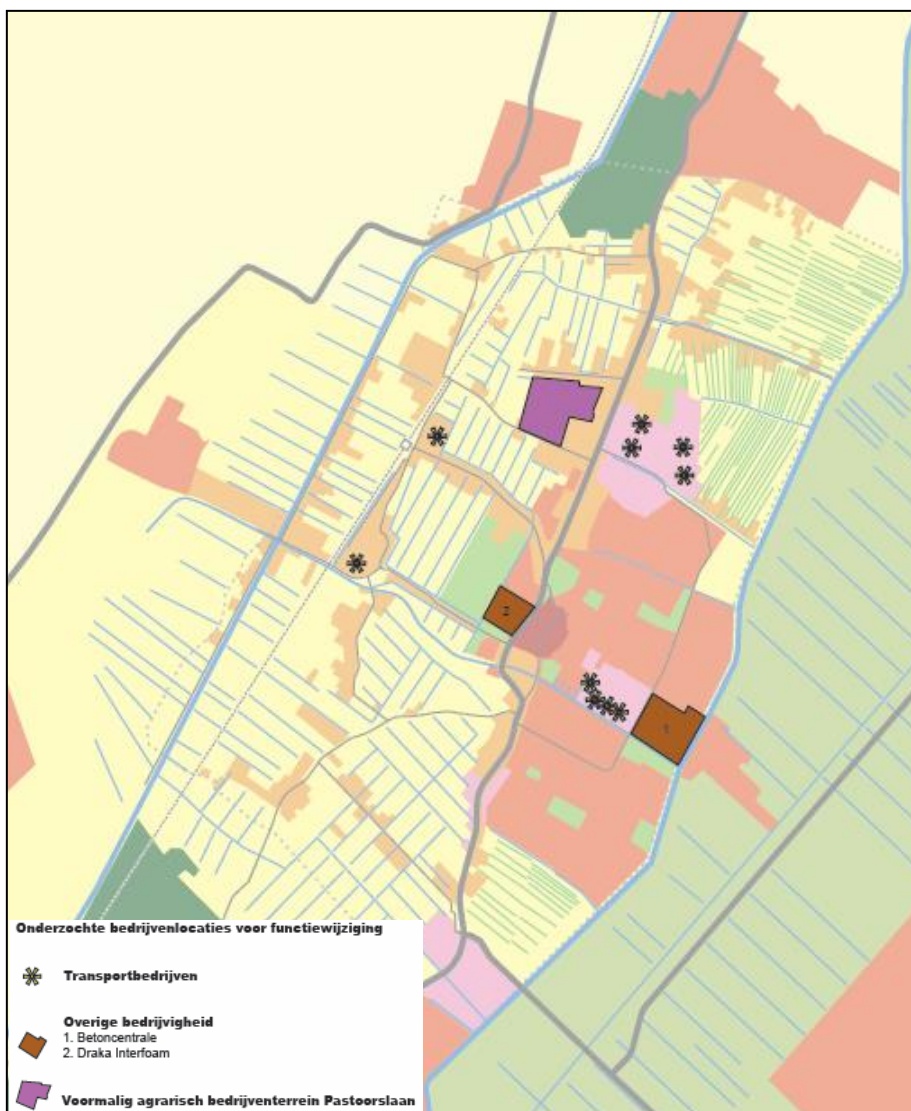 2
1
Onderzochte bedrijvenlocaties voor functiewijziging
Transportbedrijven
Overige bedrijvigheid
1. Betoncentrale
2. Draka Interfoam
Voormalig agrarisch bedrijventerrein Pastoorslaan